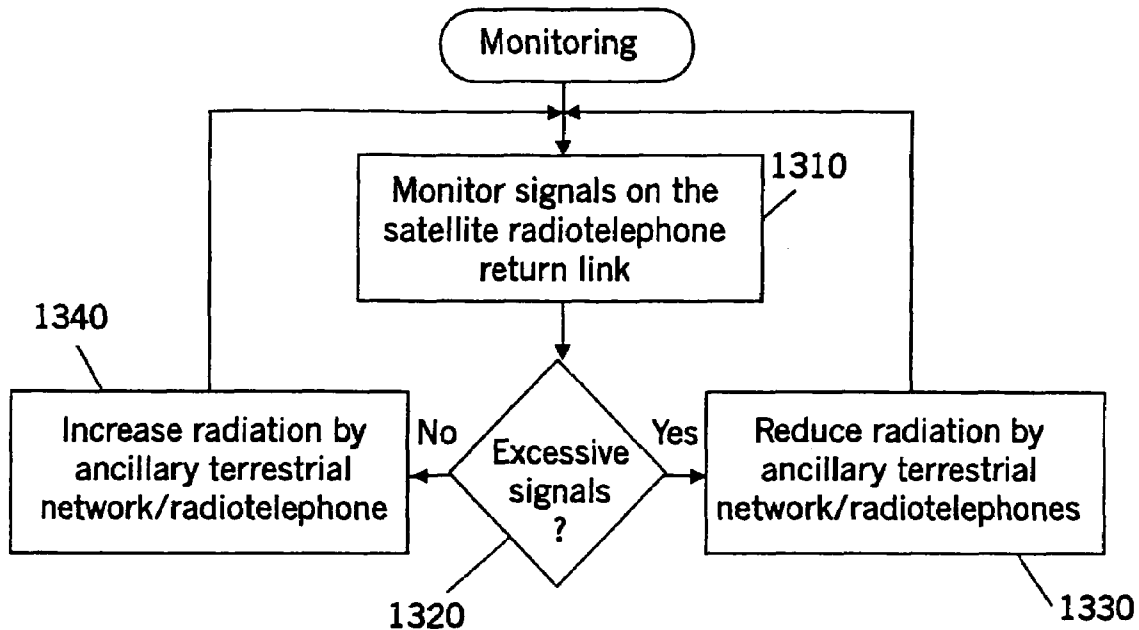 Monitoring
1310
Monitor signals on the
satellite radiotelephone
return link
1340
Increase radiation by
ancillary terrestrial
network/radiotelephone
No
Excessive
signals
?
Yes
Reduce radiation by
ancillary terrestrial
network/radiotelephones
1320
1330